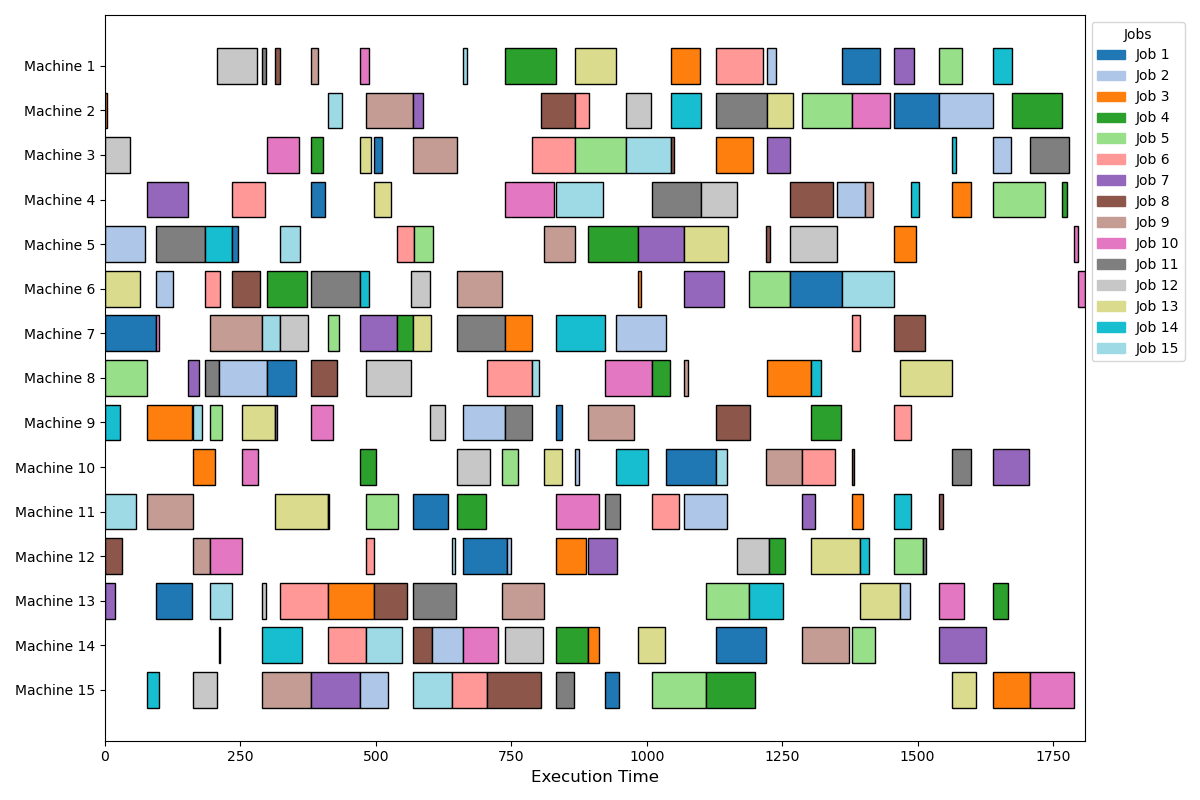 Machine 1
Machine 2
Machine 3
Machine 4
Machine 5
Machine 6
Machine 7
Machine 8
Machine 9
Machine 10
Machine 11
Machine 12
Machine 13
Machine 14
Machine 15
0 250 500 750 1000 1250 1500 1750
Execution Time
Jobs
Job 1
Job 2
Job 3
Job 4
Job 5
Job 6
Job 7
Job 8
Job 9
Job 10
Job 11
Job 12
Job 13
Job 14
Job 15